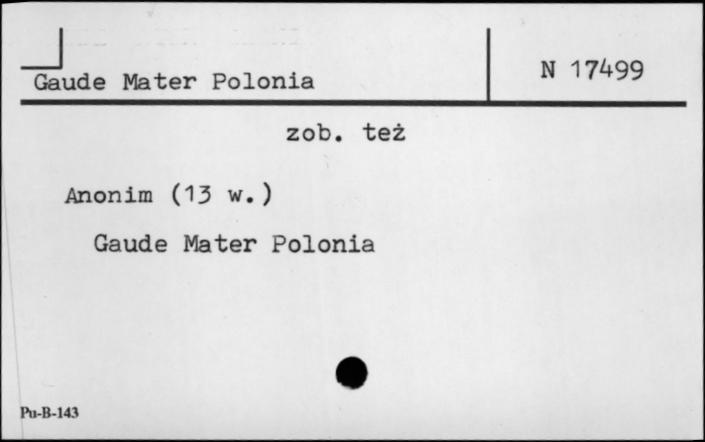 Gaude Mater Polonia
N 17499
zob. też
Anonim (13 w.)
Gaude Mater Polonia
Pu-B-143